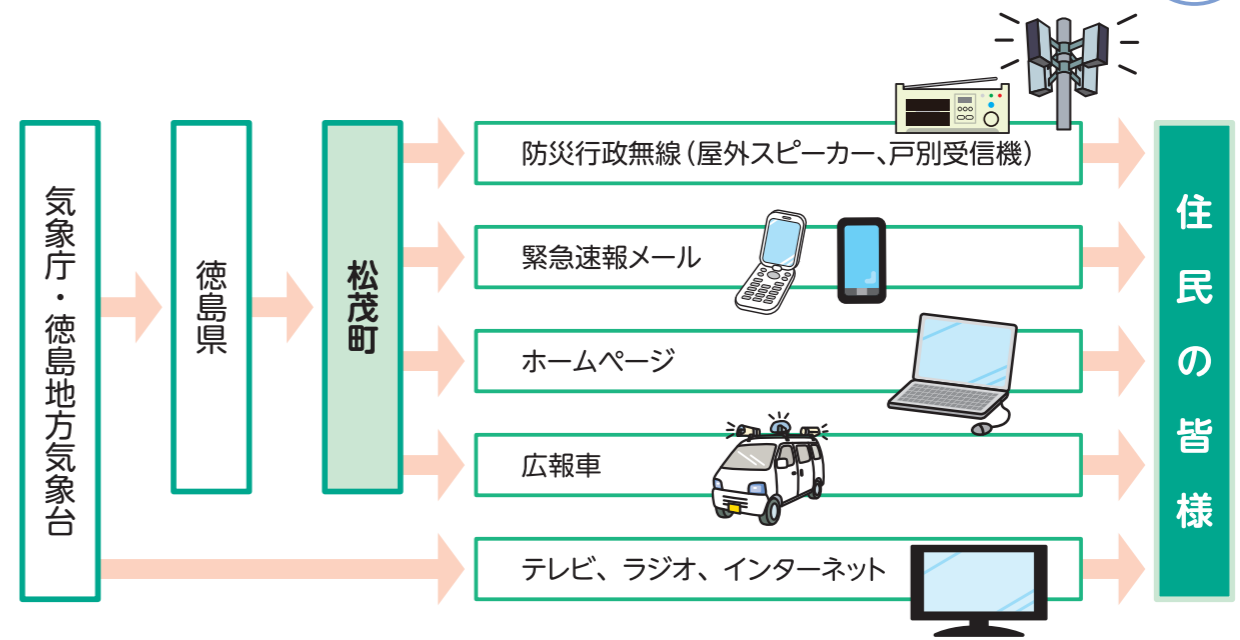 気象庁・徳島地方気象台
徳島県
松茂町
防災行政無線（屋外スピーカー、戸別受信機）
緊急速報メール
ホームページ
広報車
テレビ、ラジオ、インターネット
住民の皆様